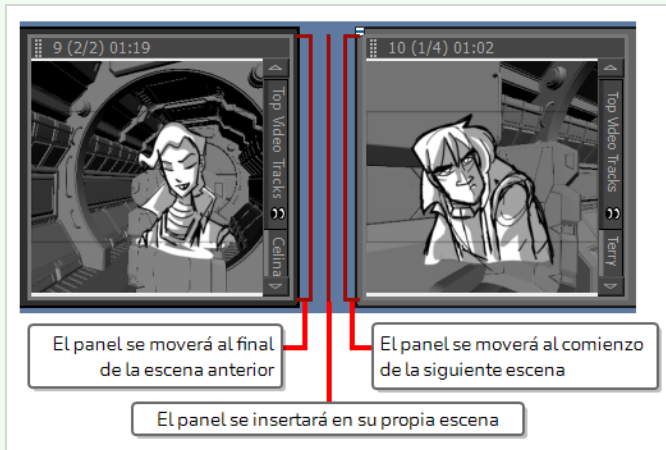 9 (2/2) 01:19
Top Video Tracks
Celina
10 (1/4) 01:02
Top Video Tracks
Terry
El panel se moverá al final
de la escena anterior
El panel se moverá al comienzo
de la siguiente escena
El panel se insertará en su propia escena